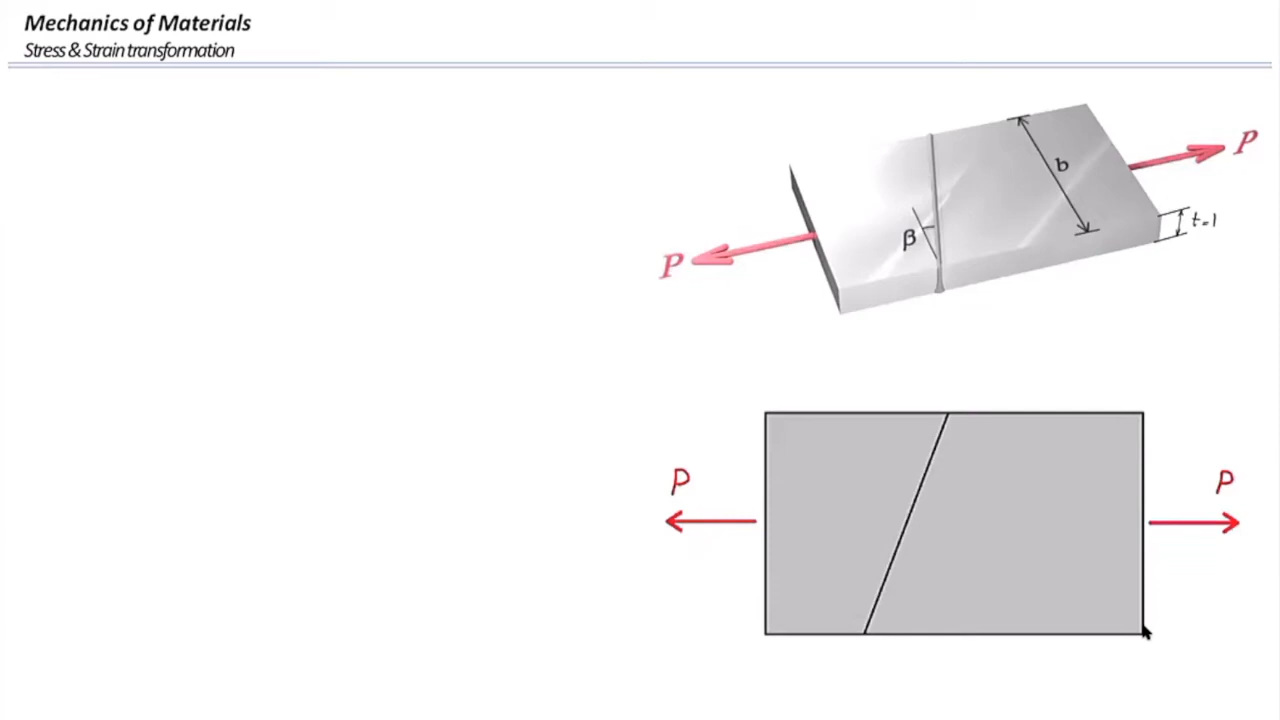 Mechanics of Materials
Stress & Strain transformation
P
b
t=1
β
P
P
P